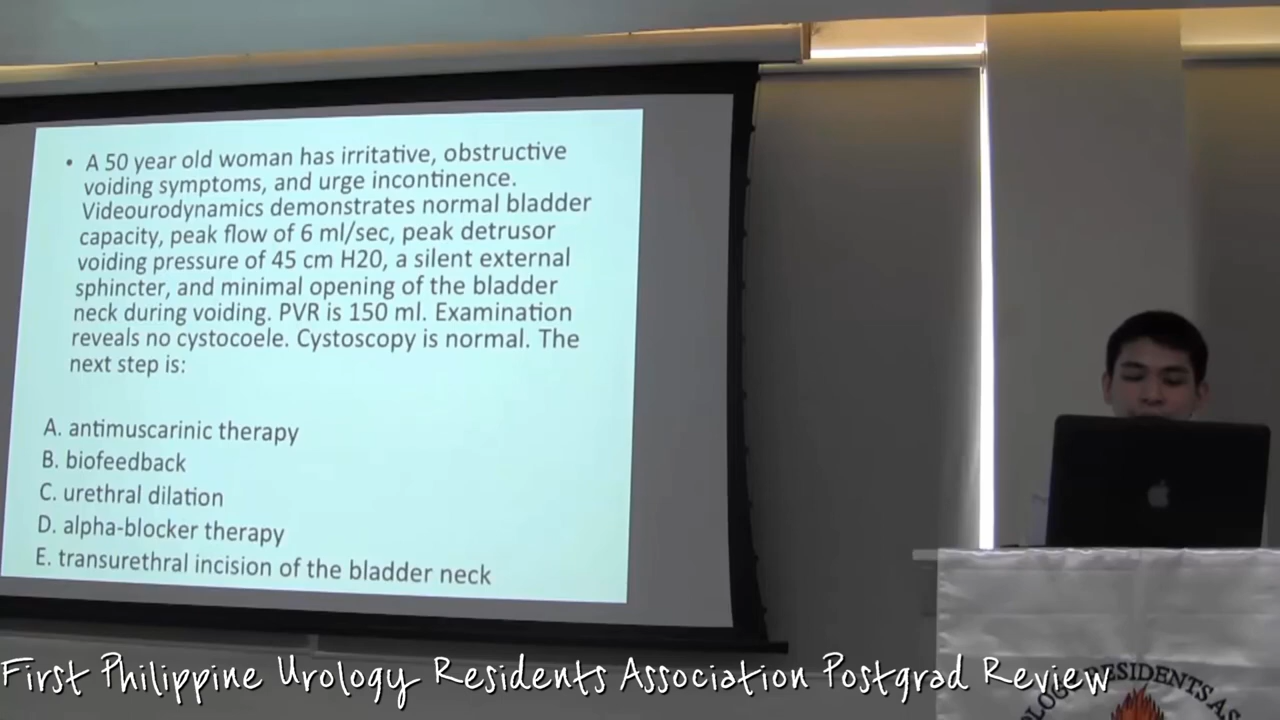 • A 50 year old woman has irritative, obstructive
voiding symptoms, and urge incontinence.
Videourodynamics demonstrates normal bladder
capacity, peak flow of 6 ml/sec, peak detrusor
voiding pressure of 45 cm H20, a silent external
sphincter, and minimal opening of the bladder
neck during voiding. PVR is 150 ml. Examination
reveals no cystocoele. Cystoscopy is normal. The
next step is:
A. antimuscarinic therapy
B. biofeedback
C. urethral dilation
D. alpha-blocker therapy
E. transurethral incision of the bladder neck
First Philippine Urology Residents Association Postgrad Review
RESIDENTS